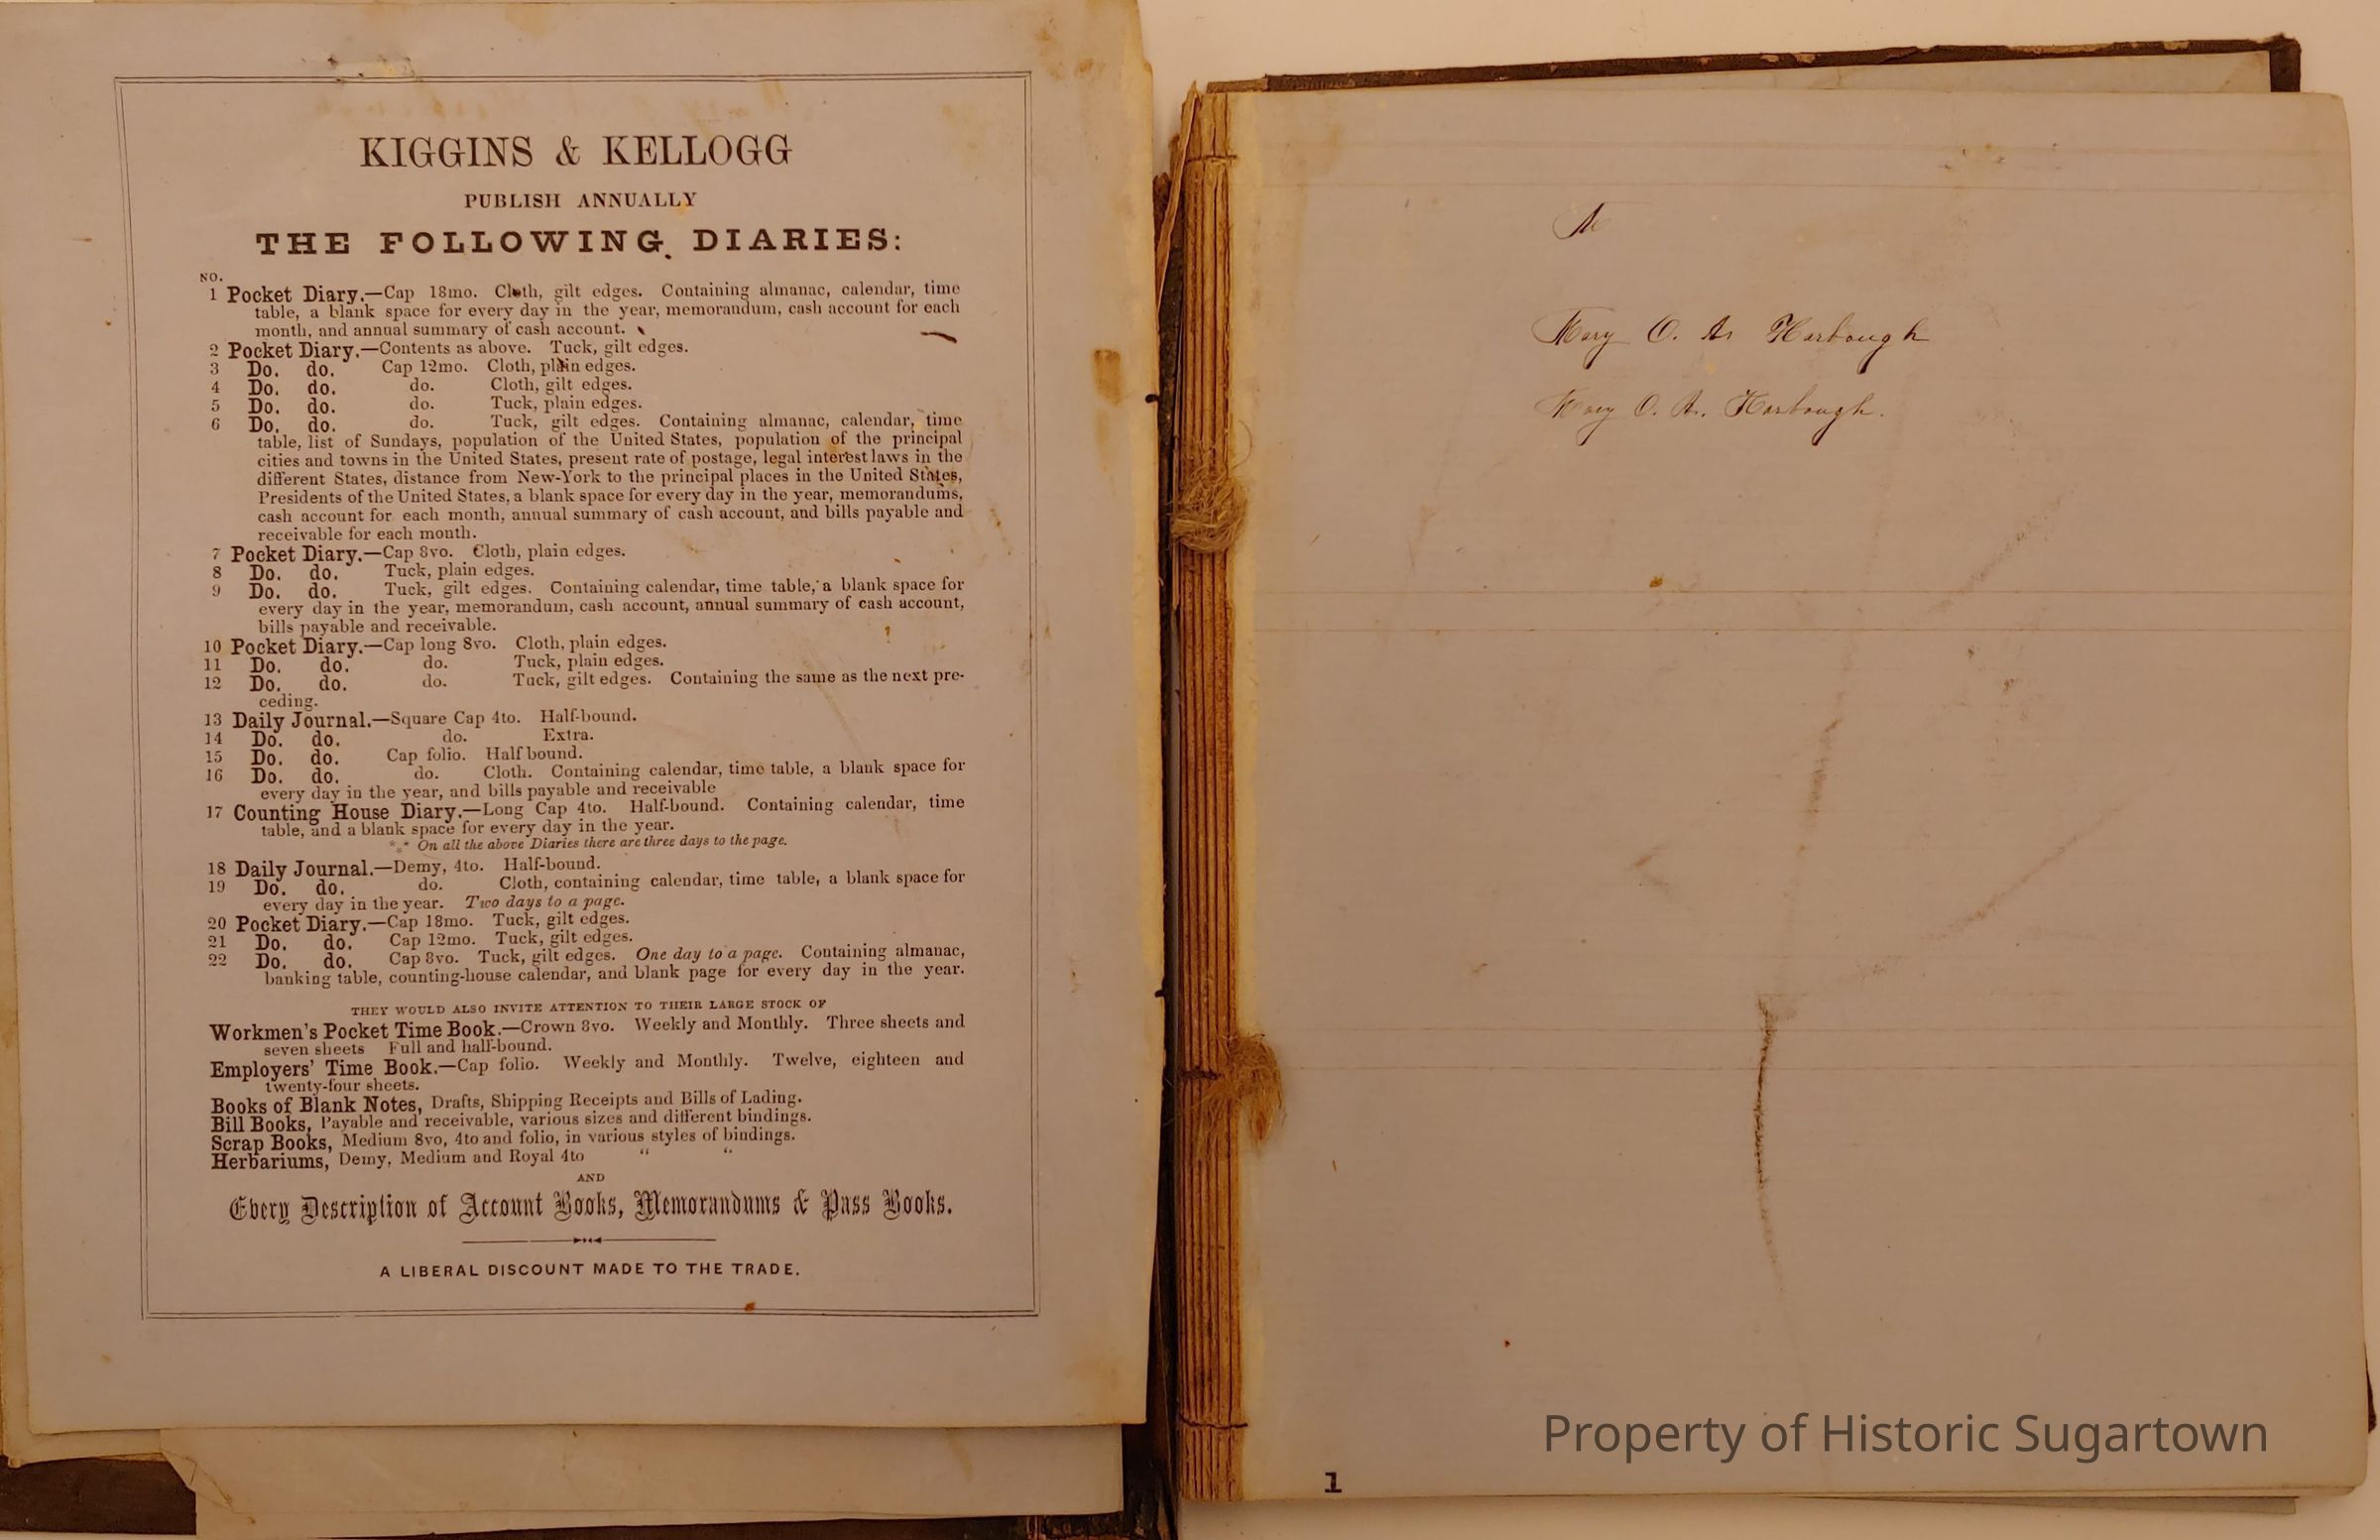 KIGGINS & KELLOGG
PUBLISH ANNUALLY
THE FOLLOWING DIARIES:
NO.
1 Pocket Diary.—Cap 18mo. Cloth, gilt edges. Containing almanac, calendar, time
table, a blank space for every day in the year, memorandum, cash account for each
month, and annual summary of cash account.
2 Pocket Diary.—Contents as above. Tuck, gilt edges.
3 Do. do. Cap 12mo. Cloth, plain edges.
4 Do. do. do. Cloth, gilt edges.
5 Do. do. do. Tuck, plain edges.
6 Do. do. do. Tuck, gilt edges. Containing almanac, calendar, time
table, list of Sundays, population of the United States, population of the principal
cities and towns in the United States, present rate of postage, legal interest laws in the
different States, distance from New-York to the principal places in the United States,
Presidents of the United States, a blank space for every day in the year, memorandums,
cash account for each month, annual summary of cash account, and bills payable and
receivable for each month.
7 Pocket Diary.—Cap 8vo. Cloth, plain edges.
8 Do. do. Tuck, plain edges.
9 Do. do. Tuck, gilt edges. Containing calendar, time table, a blank space for
every day in the year, memorandum, cash account, annual summary of cash account,
bills payable and receivable.
10 Pocket Diary.—Cap long 8vo. Cloth, plain edges.
11 Do. do. do. Tuck, plain edges.
12 Do. do. do. Tuck, gilt edges. Containing the same as the next pre-
ceding.
13 Daily Journal.—Square Cap 4to. Half-bound.
14 Do. do. do. Extra.
15 Do. do. Cap folio. Half bound.
16 Do. do. do. Cloth. Containing calendar, time table, a blank space for
every day in the year, and bills payable and receivable
17 Counting House Diary.—Long Cap 4to. Half-bound. Containing calendar, time
table, and a blank space for every day in the year.
*** On all the above Diaries there are three days to the page.
18 Daily Journal.—Demy, 4to. Half-bound.
19 Do. do. do. Cloth, containing calendar, time table, a blank space for
every day in the year. Two days to a page.
20 Pocket Diary.—Cap 18mo. Tuck, gilt edges.
21 Do. do. Cap 12mo. Tuck, gilt edges.
22 Do. do. Cap 8vo. Tuck, gilt edges. One day to a page. Containing almanac,
banking table, counting-house calendar, and blank page for every day in the year.
THEY WOULD ALSO INVITE ATTENTION TO THEIR LARGE STOCK OF
Workmen's Pocket Time Book.—Crown 8vo. Weekly and Monthly. Three sheets and
seven sheets Full and half-bound.
Employers' Time Book.—Cap folio. Weekly and Monthly. Twelve, eighteen and
twenty-four sheets.
Books of Blank Notes, Drafts, Shipping Receipts and Bills of Lading.
Bill Books, Payable and receivable, various sizes and different bindings.
Scrap Books, Medium 8vo, 4to and folio, in various styles of bindings.
Herbariums, Demy, Medium and Royal 4to " "
AND
Every Description of Account Books, Memorandums & Pass Books.
A LIBERAL DISCOUNT MADE TO THE TRADE.
Mary O. A. Harbaugh
Mary O. A. Harbaugh.
Property of Historic Sugartown
1